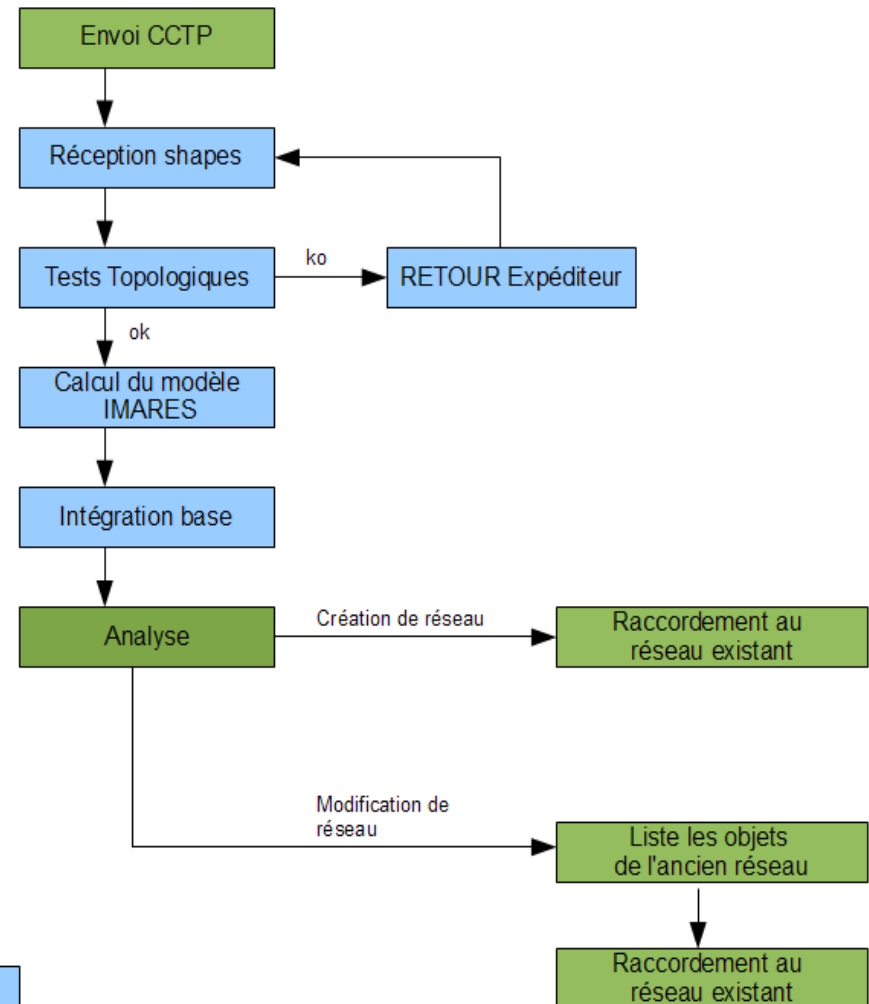 Envoi CCTP
Réception shapes
Tests Topologiques
ko
RETOUR Expéditeur
ok
Calcul du modèle
IMARES
Intégration base
Analyse
Création de réseau
Raccordement au
réseau existant
Modification de
réseau
Liste les objets
de l'ancien réseau
Raccordement au
réseau existant